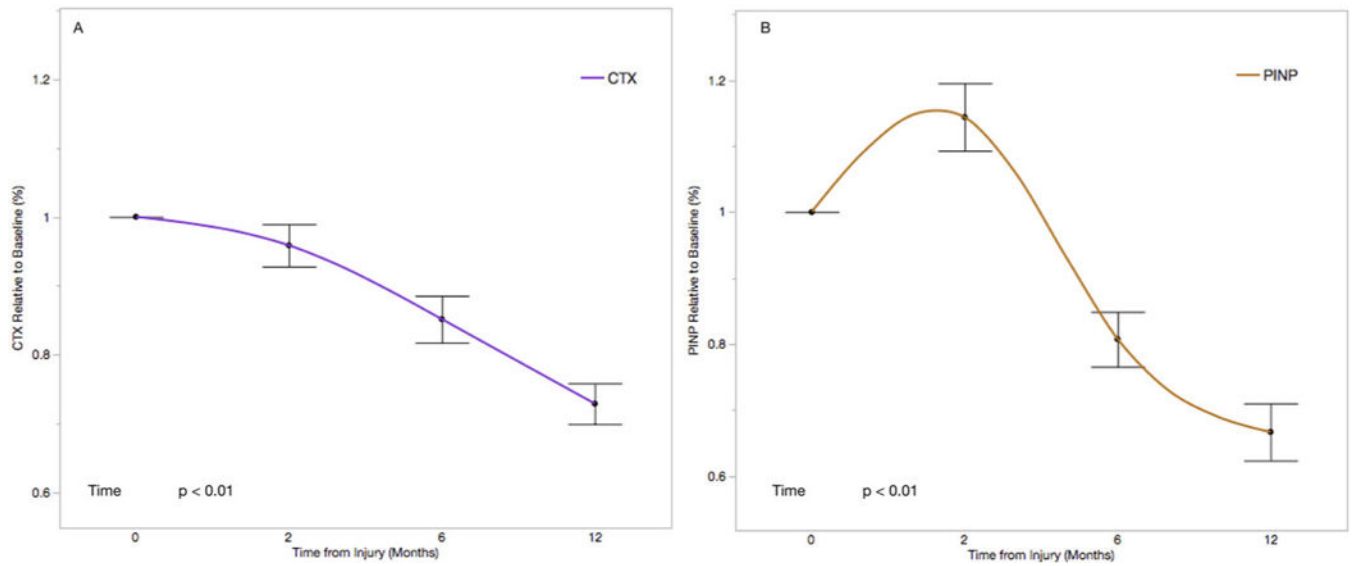 A
CTX
1.2
1
0.8
0.6
CTX Relative to Baseline (%)
Time p < 0.01
0 2 6 12
Time from Injury (Months)
B
PINP
1.2
1
0.8
0.6
PINP Relative to Baseline (%)
Time p < 0.01
0 2 6 12
Time from Injury (Months)